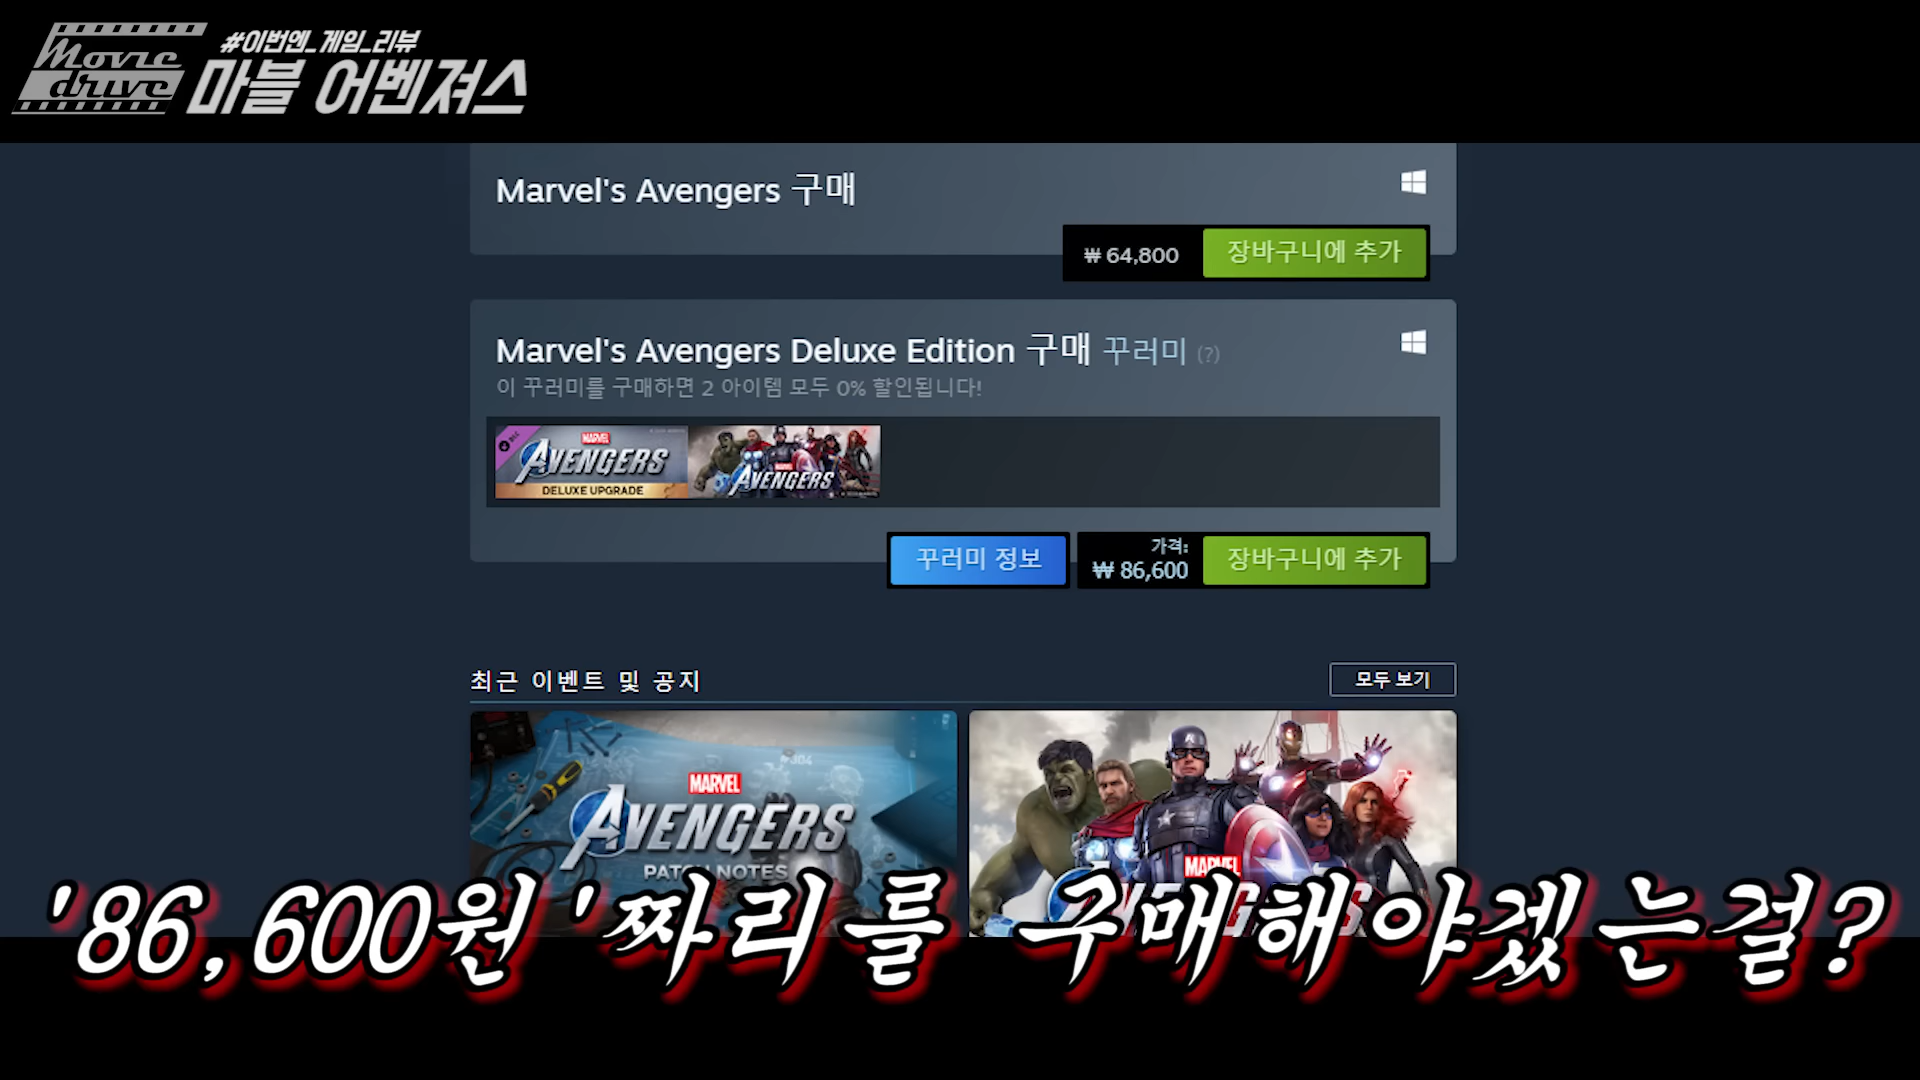 Movie
drive
#이번엔_게임_리뷰
마블 어벤져스
Marvel's Avengers 구매
₩ 64,800
장바구니에 추가
Marvel's Avengers Deluxe Edition 구매 꾸러미 (?)
이 꾸러미를 구매하면 2 아이템 모두 0% 할인됩니다!
DLC
MARVEL
AVENGERS
DELUXE UPGRADE
MARVEL
AVENGERS
꾸러미 정보
가격:
₩ 86,600
장바구니에 추가
최근 이벤트 및 공지
모두 보기
MARVEL
AVENGERS
PATCH NOTES
MARVEL
'86,600원'짜리를 구매해야겠는걸?